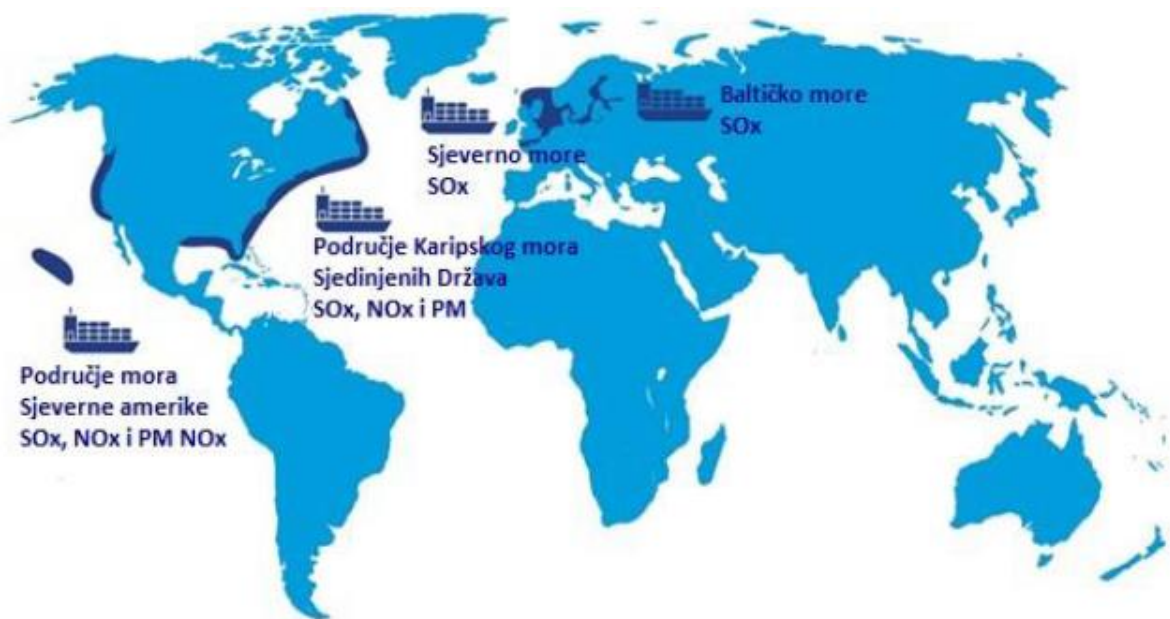 Baltičko more
SOx
Sjeverno more
SOx
Područje Karipskog mora
Sjedinjenih Država
SOx, NOx i PM
Područje mora
Sjeverne amerike
SOx, NOx i PM NOx